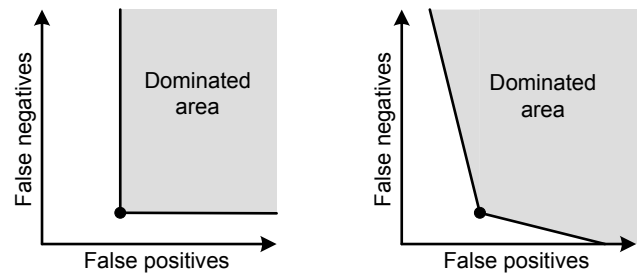 False negatives
Dominated
area
False positives
False negatives
Dominated
area
False positives